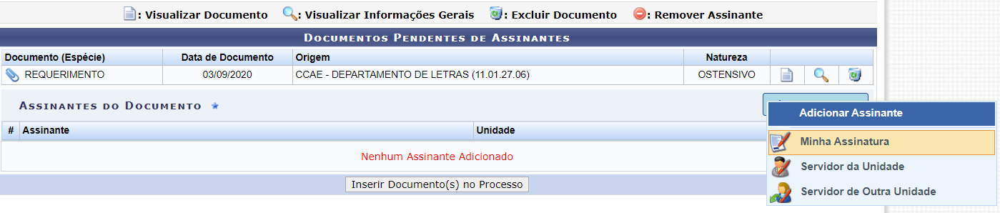 : Visualizar Documento : Visualizar Informações Gerais : Excluir Documento : Remover Assinante
Documentos Pendentes de Assinantes
Documento (Espécie) Data de Documento Origem Natureza
REQUERIMENTO 03/09/2020 CCAE - DEPARTAMENTO DE LETRAS (11.01.27.06) OSTENSIVO
Assinantes do Documento
Adicionar Assinante
# Assinante Unidade
Minha Assinatura
Nenhum Assinante Adicionado
Servidor da Unidade
Inserir Documento(s) no Processo
Servidor de Outra Unidade